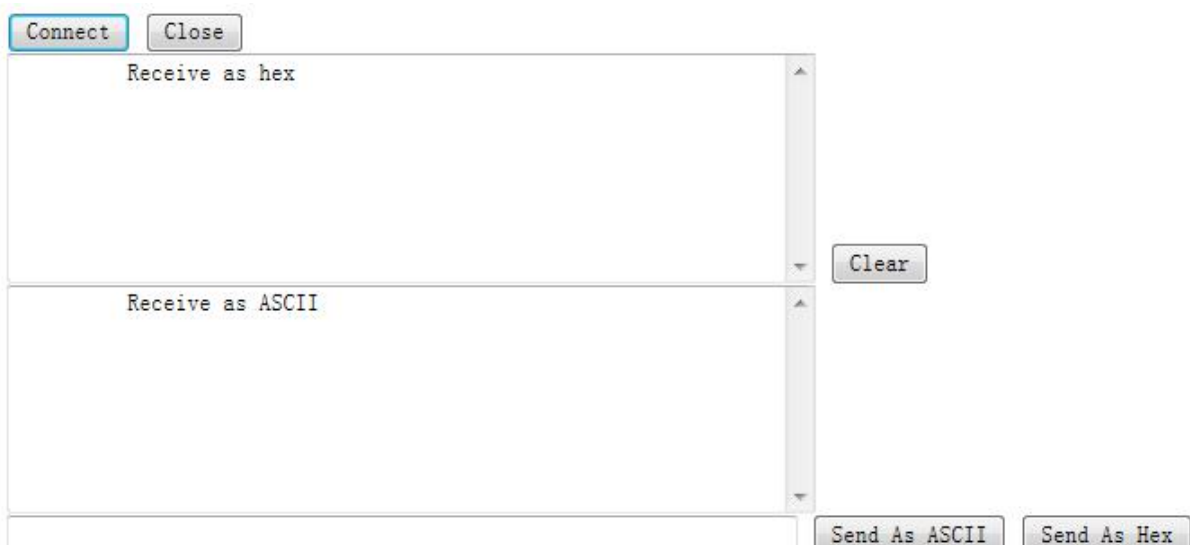 Connect Close
Receive as hex
Clear
Receive as ASCII
Send As ASCII Send As Hex